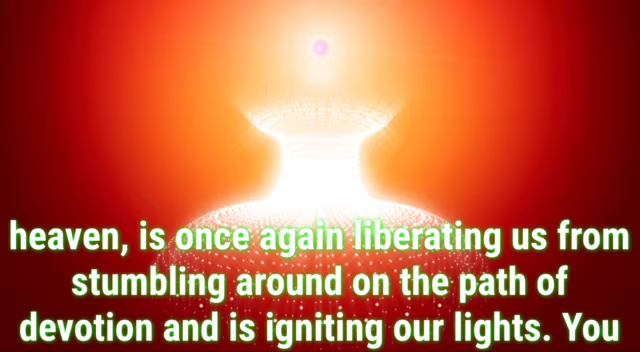 heaven, is once again liberating us from
stumbling around on the path of
devotion and is igniting our lights. You